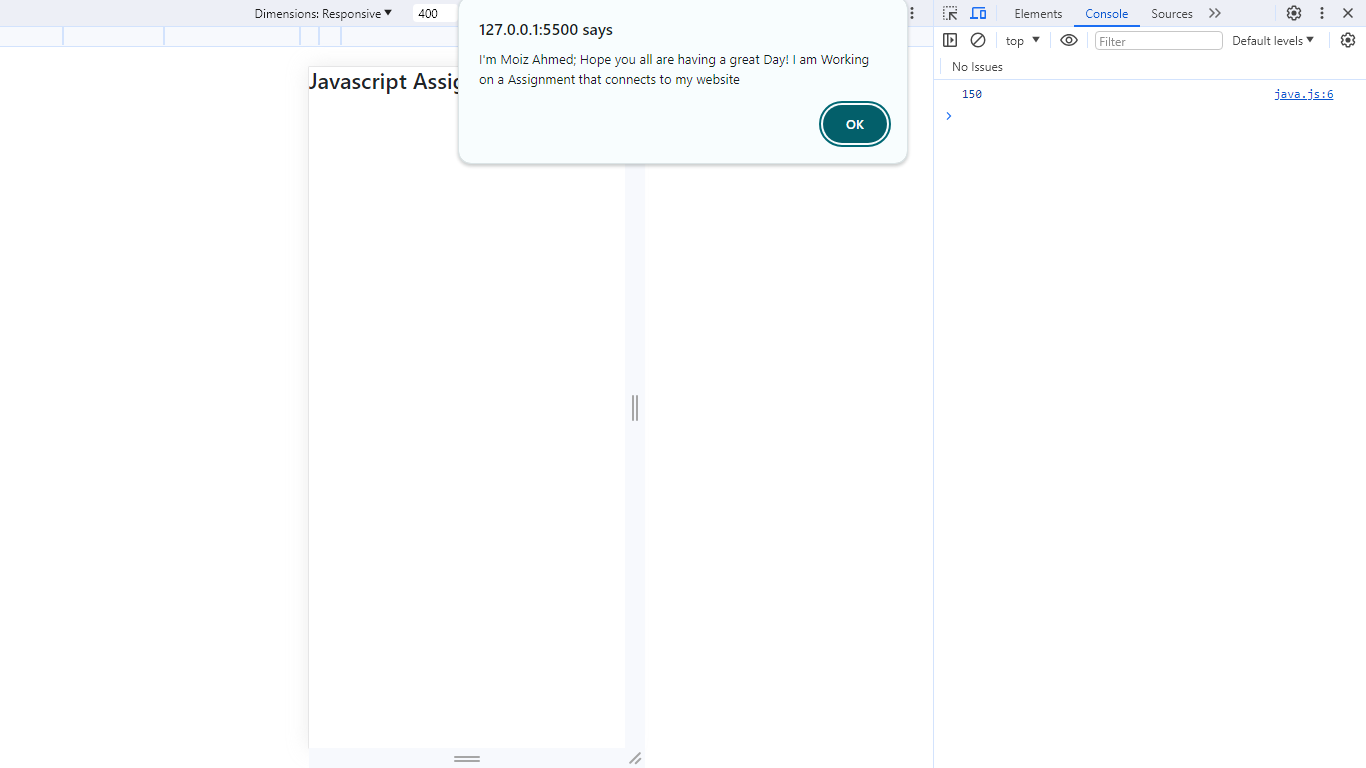 Dimensions: Responsive 400
Elements Console Sources
top Filter Default levels
No Issues
150 java.js:6
127.0.0.1:5500 says
I'm Moiz Ahmed; Hope you all are having a great Day! I am Working
on a Assignment that connects to my website
OK
Javascript Assig